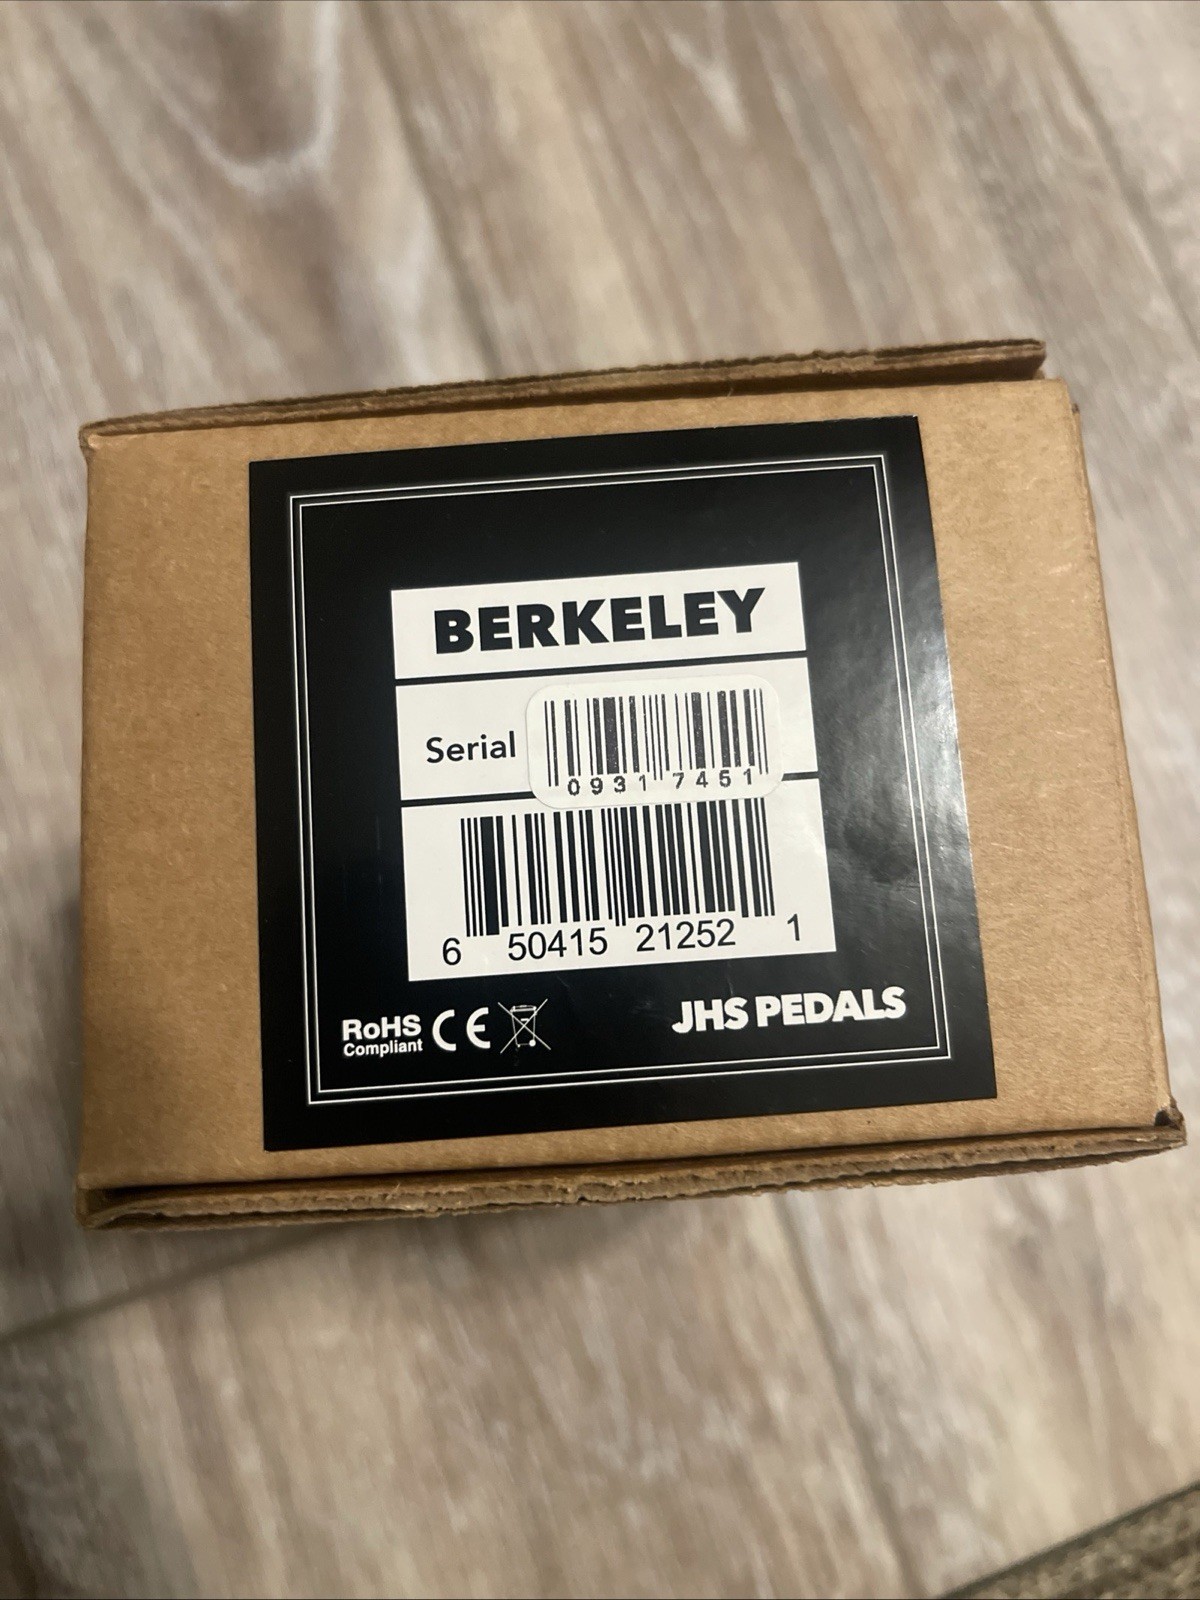 BERKELEY
Serial
0931 7451
6 50415 21252 1
RoHS
Compliant
CE
JHS PEDALS